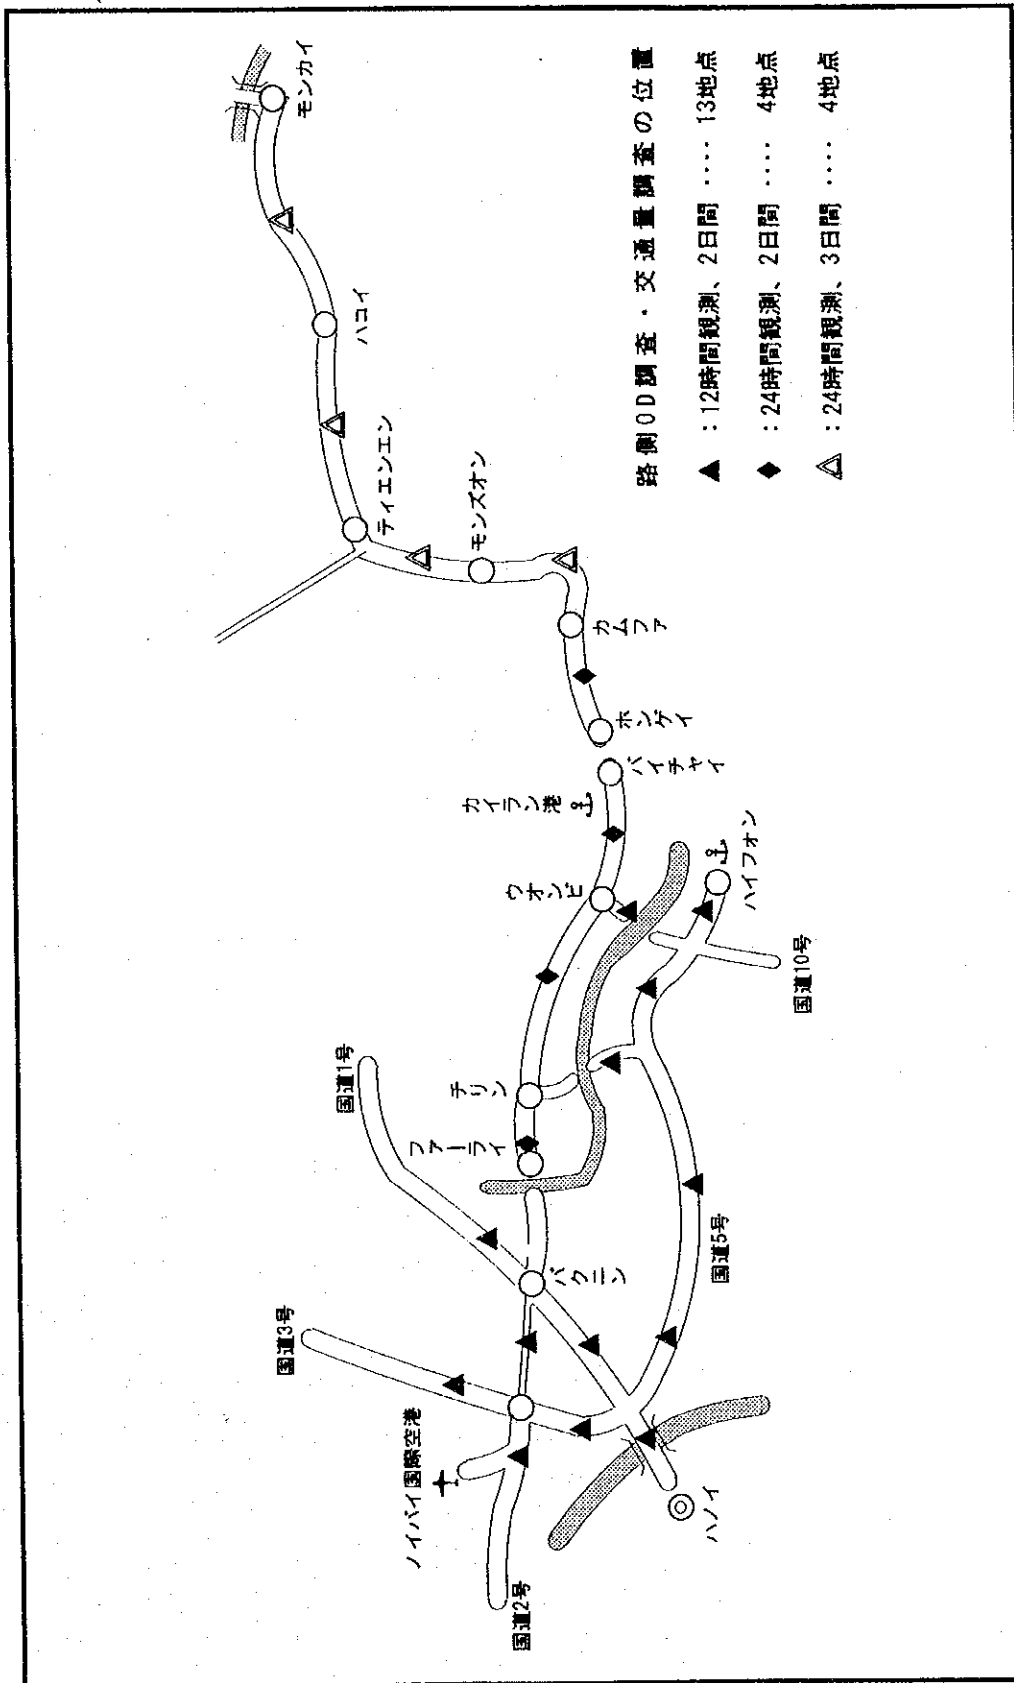 モンカイ
ハコイ
ティエンエン
モンズオン
カムファ
ホンゲイ
バイチャイ
カイラン港
ウオンビ
ハイフォン
国道10号
チリン
ファーライ
国道1号
バクニン
国道5号
国道3号
ノイバイ国際空港
国道2号
ハノイ
路側OD調査・交通量調査の位置
▲ : 12時間観測、2日間 ‥‥ 13地点
◆ : 24時間観測、2日間 ‥‥ 4地点
△ : 24時間観測、3日間 ‥‥ 4地点